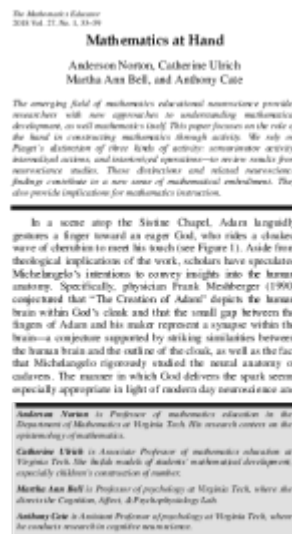 The Mathematics Educator
2018 Vol. 27, No. 1, 33–59
Mathematics at Hand
Anderson Norton, Catherine Ulrich
Martha Ann Bell, and Anthony Cate
The emerging field of mathematics educational neuroscience provide
researchers with new approaches to understanding mathematica
development, as well mathematics itself. This paper focuses on the role o
the hand in constructing mathematics through activity. We rely o
Piaget's distinction of three kinds of activity: sensorimotor activity
internalized actions, and interiorized operations—to review results from
neuroscience studies. These distinctions and related neuroscienc
findings contribute to a new sense of mathematical embodiment. The
also provide implications for mathematics instruction.
In a scene atop the Sistine Chapel, Adam languidl
gestures a finger toward an eager God, who rides a cloake
wave of cherubim to meet his touch (see Figure 1). Aside from
theological implications of the work, scholars have speculate
Michelangelo's intentions to convey insights into the huma
anatomy. Specifically, physician Frank Meshberger (1990
conjectured that "The Creation of Adam" depicts the huma
brain within God's cloak and that the small gap between th
fingers of Adam and his maker represent a synapse within th
brain—a conjecture supported by striking similarities betwee
the human brain and the outline of the cloak, as well as the fac
that Michelangelo rigorously studied the neural anatomy o
cadavers. The manner in which God delivers the spark seem
especially appropriate in light of modern day neuroscience an
Anderson Norton is Professor of mathematics education in the
Department of Mathematics at Virginia Tech. His research centers on the
epistemology of mathematics.
Catherine Ulrich is Associate Professor of mathematics education at
Virginia Tech. She builds models of students' mathematical development,
especially children's construction of number.
Martha Ann Bell is Professor of psychology at Virginia Tech, where she
directs the Cognition, Affect, & Psychophysiology Lab.
Anthony Cate is Assistant Professor of psychology at Virginia Tech, where
he conducts research in cognitive neuroscience.